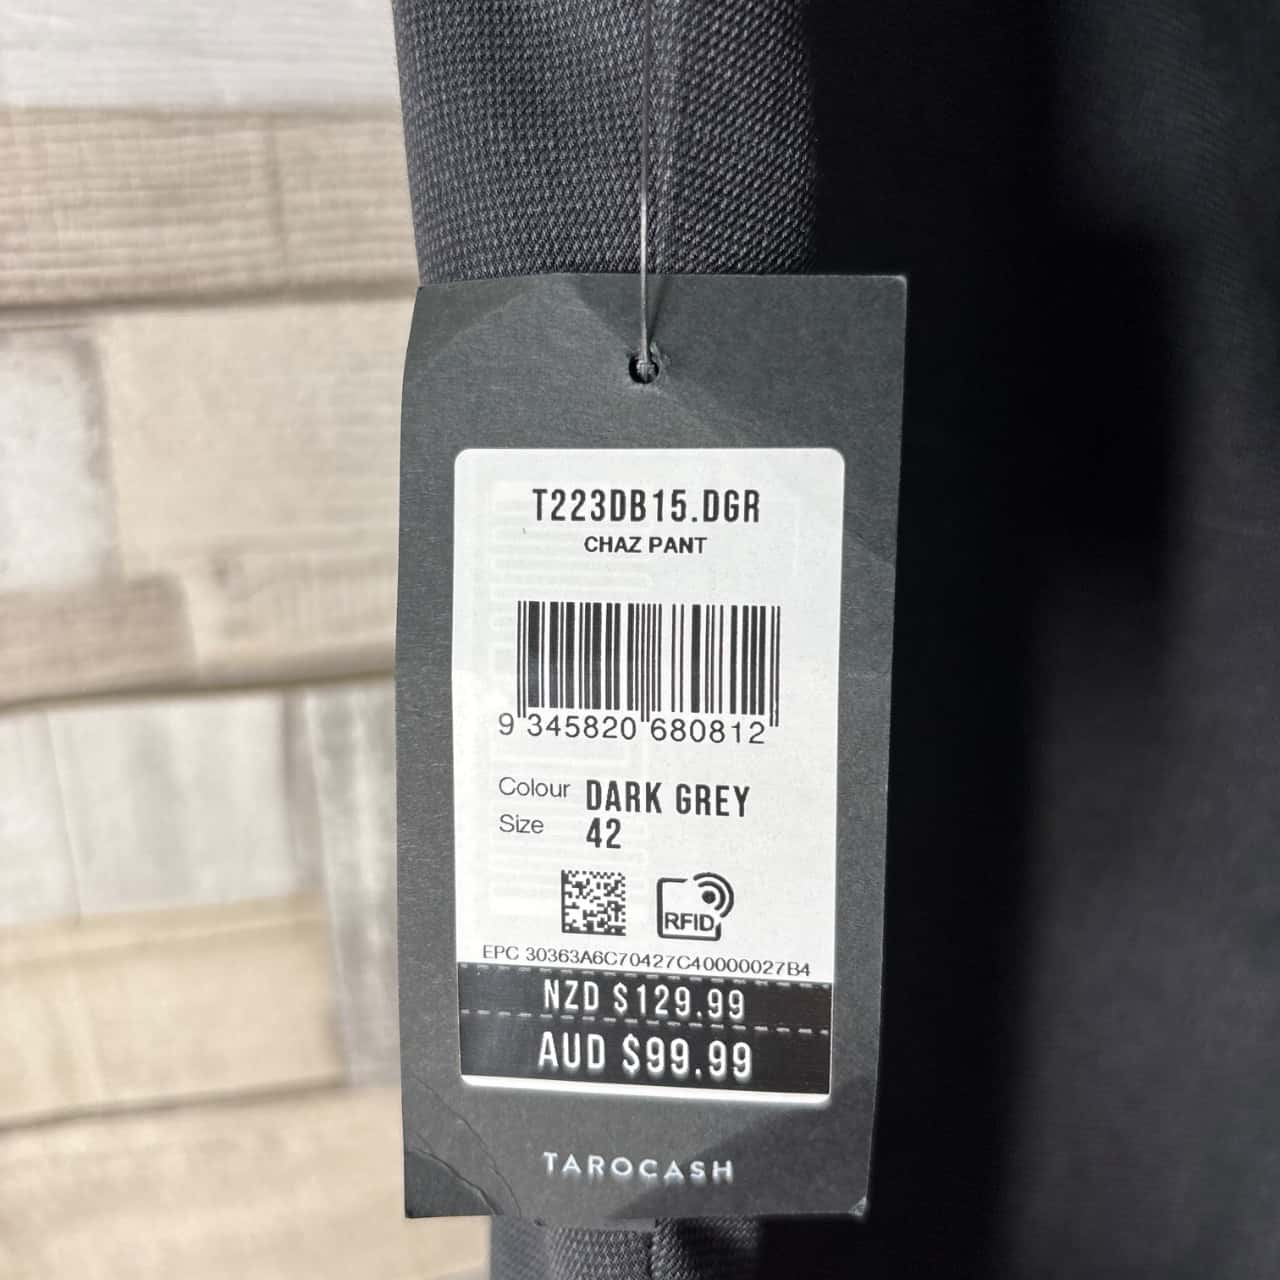 T223DB15.DGR
CHAZ PANT
9 345820 680812
Colour DARK GREY
Size 42
RFID
EPC 30363A6C70427C40000027B4
NZD $129.99
AUD $99.99
TAROCASH